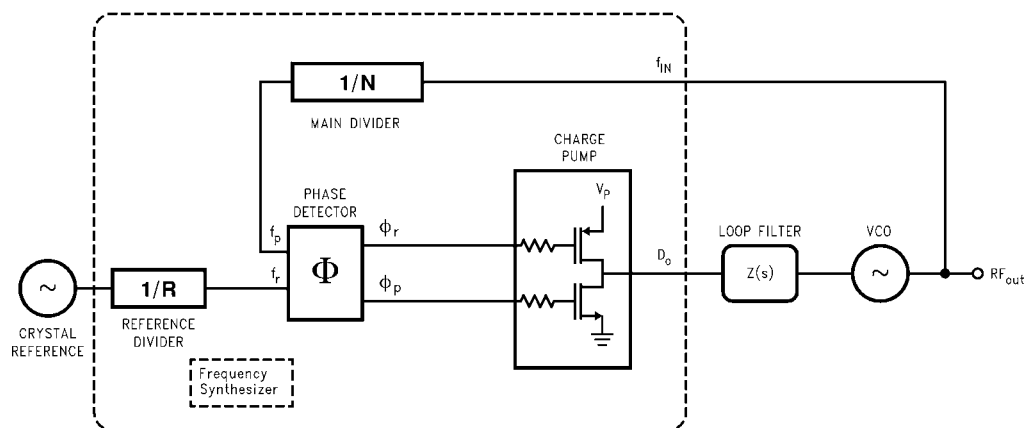 f_IN
1/N
MAIN DIVIDER
CHARGE
PUMP
V_P
PHASE
DETECTOR
f_p
ϕ_r
f_r
Φ
ϕ_p
D_o
LOOP FILTER
Z(s)
VCO
~
RF_out
~
1/R
CRYSTAL
REFERENCE
REFERENCE
DIVIDER
Frequency
Synthesizer